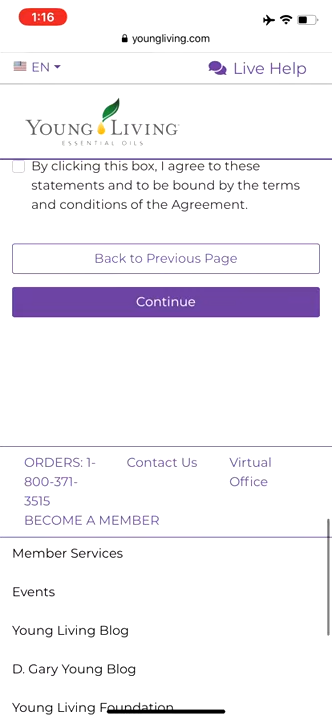 1:16
youngliving.com
EN
Live Help
YOUNG LIVING
ESSENTIAL OILS
By clicking this box, I agree to these
statements and to be bound by the terms
and conditions of the Agreement.
Back to Previous Page
Continue
ORDERS: 1-
800-371-
3515
Contact Us
Virtual
Office
BECOME A MEMBER
Member Services
Events
Young Living Blog
D. Gary Young Blog
Young Living Foundation